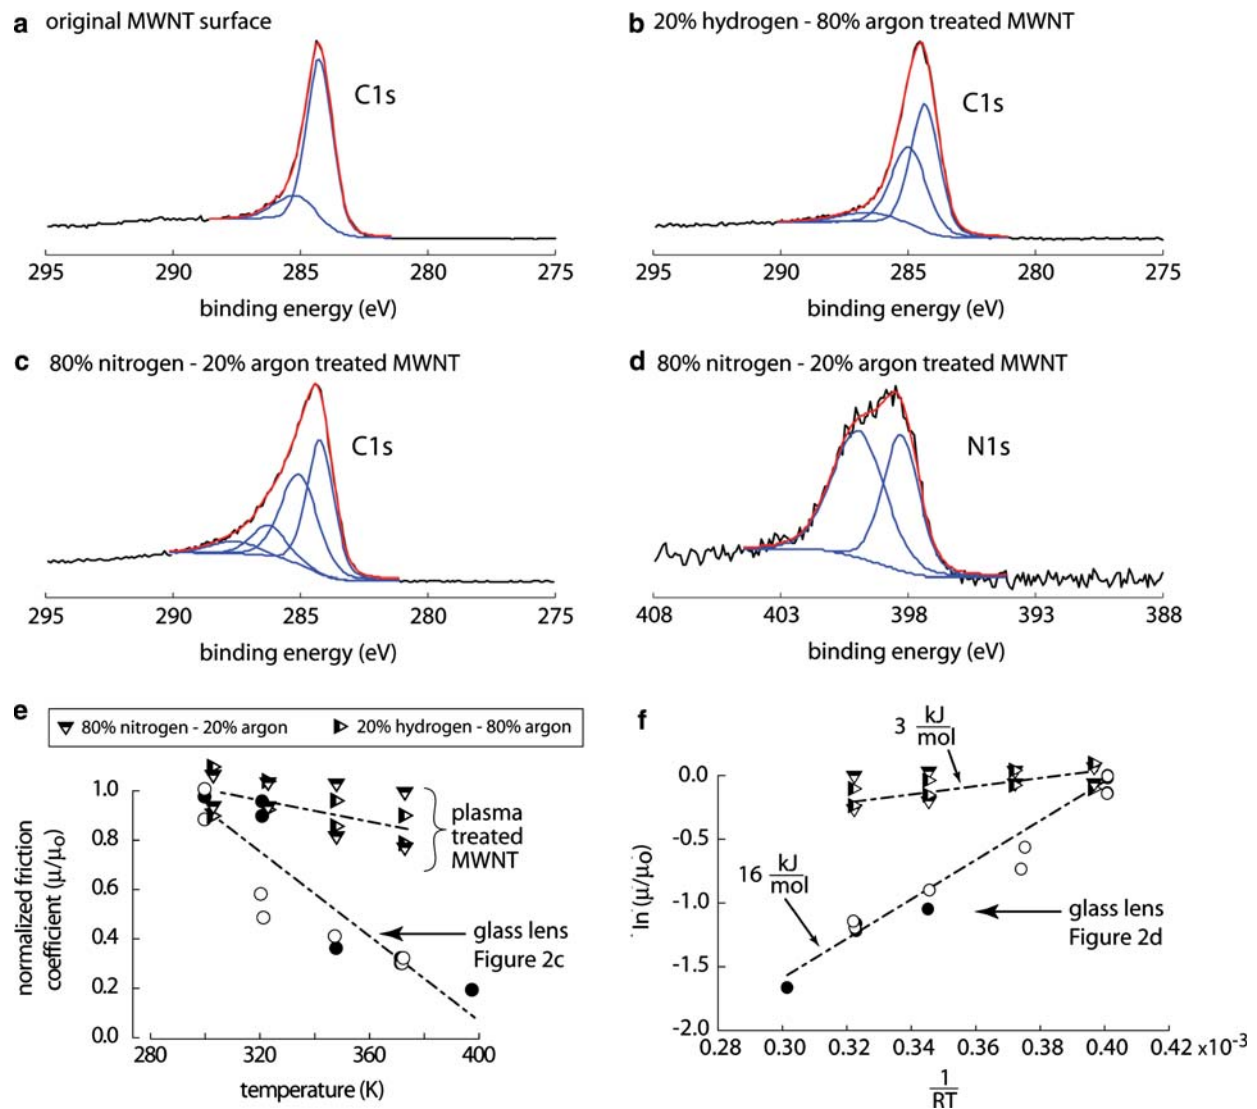 a original MWNT surface
C1s
295 290 285 280 275
binding energy (eV)
b 20% hydrogen - 80% argon treated MWNT
C1s
295 290 285 280 275
binding energy (eV)
c 80% nitrogen - 20% argon treated MWNT
C1s
295 290 285 280 275
binding energy (eV)
d 80% nitrogen - 20% argon treated MWNT
N1s
408 403 398 393 388
binding energy (eV)
e
80% nitrogen - 20% argon 20% hydrogen - 80% argon
normalized friction
coefficient (μ/μo)
1.0
0.8
0.6
0.4
0.2
0.0
plasma
treated
MWNT
glass lens
Figure 2c
280 320 360 400
temperature (K)
f
ln (μ/μo)
0.0
-0.5
-1.0
-1.5
-2.0
3 kJ
mol
16 kJ
mol
glass lens
Figure 2d
0.28 0.30 0.32 0.34 0.36 0.38 0.40 0.42 x10-3
1
RT